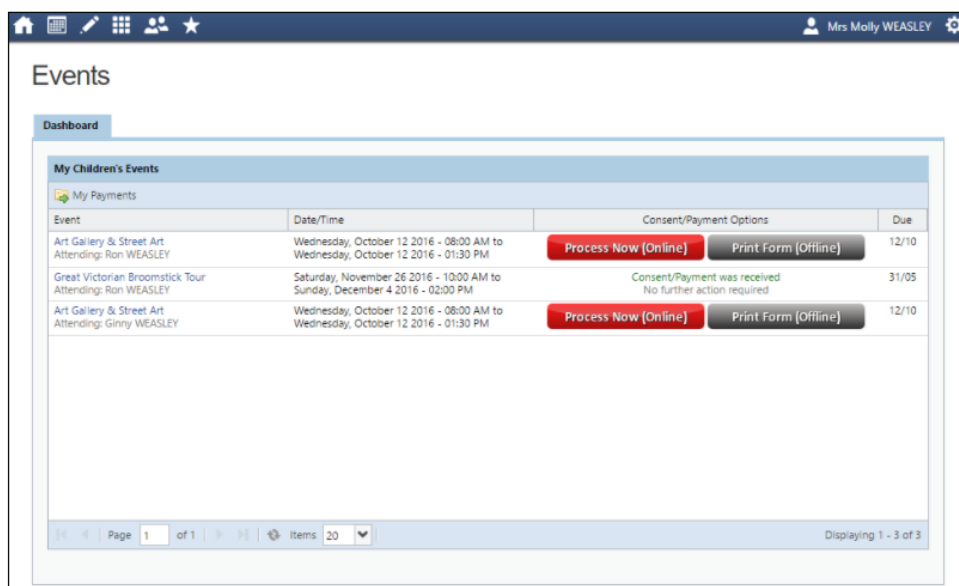 Mrs Molly WEASLEY
Events
Dashboard
My Children's Events
My Payments
Event Date/Time Consent/Payment Options Due
Art Gallery & Street Art Wednesday, October 12 2016 - 08:00 AM to Process Now (Online) Print Form (Offline) 12/10
Attending: Ron WEASLEY Wednesday, October 12 2016 - 01:30 PM
Great Victorian Broomstick Tour Saturday, November 26 2016 - 10:00 AM to Consent/Payment was received 31/05
Attending: Ron WEASLEY Sunday, December 4 2016 - 02:00 PM No further action required
Art Gallery & Street Art Wednesday, October 12 2016 - 08:00 AM to Process Now (Online) Print Form (Offline) 12/10
Attending: Ginny WEASLEY Wednesday, October 12 2016 - 01:30 PM
Page 1 of 1 Items 20 Displaying 1 - 3 of 3